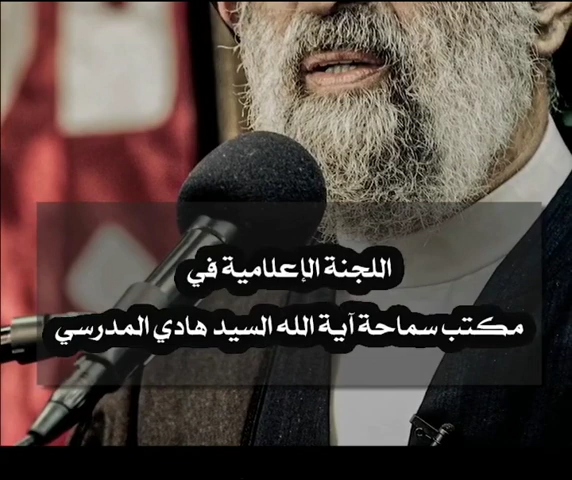 اللجنة الإعلامية في
مكتب سماحة آية الله السيد هادي المدرسي